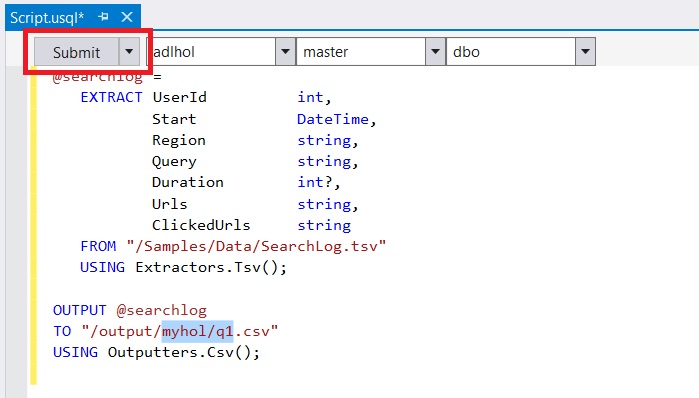 Script.usql*
Submit adlhol master dbo
@searchlog =
EXTRACT UserId int,
Start DateTime,
Region string,
Query string,
Duration int?,
Urls string,
ClickedUrls string
FROM "/Samples/Data/SearchLog.tsv"
USING Extractors.Tsv();
OUTPUT @searchlog
TO "/output/myhol/q1.csv"
USING Outputters.Csv();